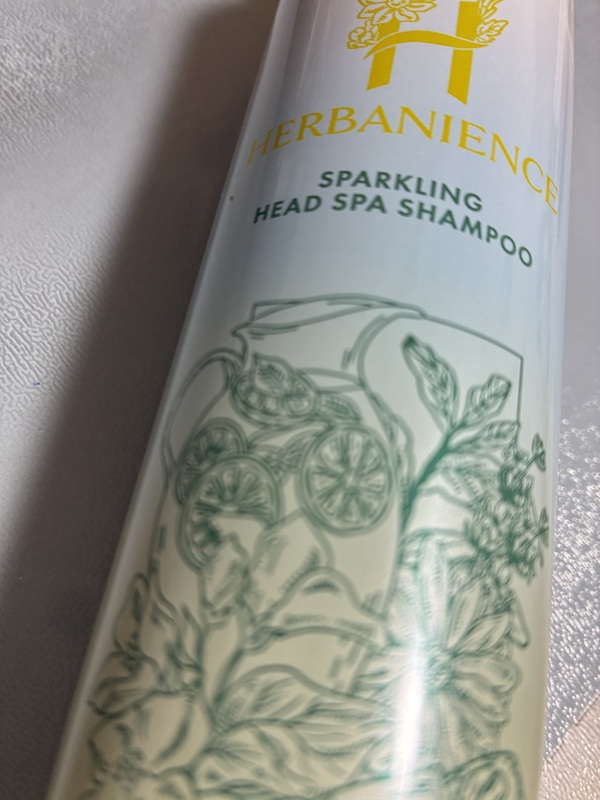 H
HERBANIENCE
SPARKLING
HEAD SPA SHAMPOO